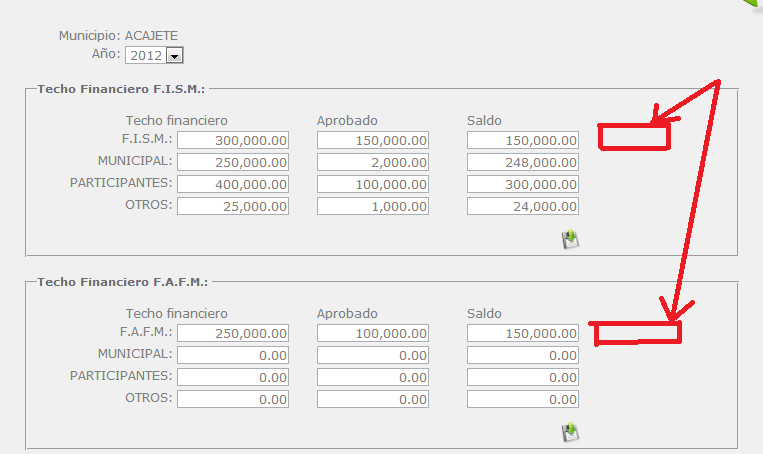 Municipio: ACAJETE
Año: 2012
Techo Financiero F.I.S.M.:
Techo financiero Aprobado Saldo
F.I.S.M.: 300,000.00 150,000.00 150,000.00
MUNICIPAL: 250,000.00 2,000.00 248,000.00
PARTICIPANTES: 400,000.00 100,000.00 300,000.00
OTROS: 25,000.00 1,000.00 24,000.00
Techo Financiero F.A.F.M.:
Techo financiero Aprobado Saldo
F.A.F.M.: 250,000.00 100,000.00 150,000.00
MUNICIPAL: 0.00 0.00 0.00
PARTICIPANTES: 0.00 0.00 0.00
OTROS: 0.00 0.00 0.00